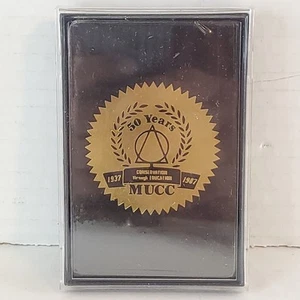 50 Years
CONSERVATION
through EDUCATION
1937 1987
MUCC